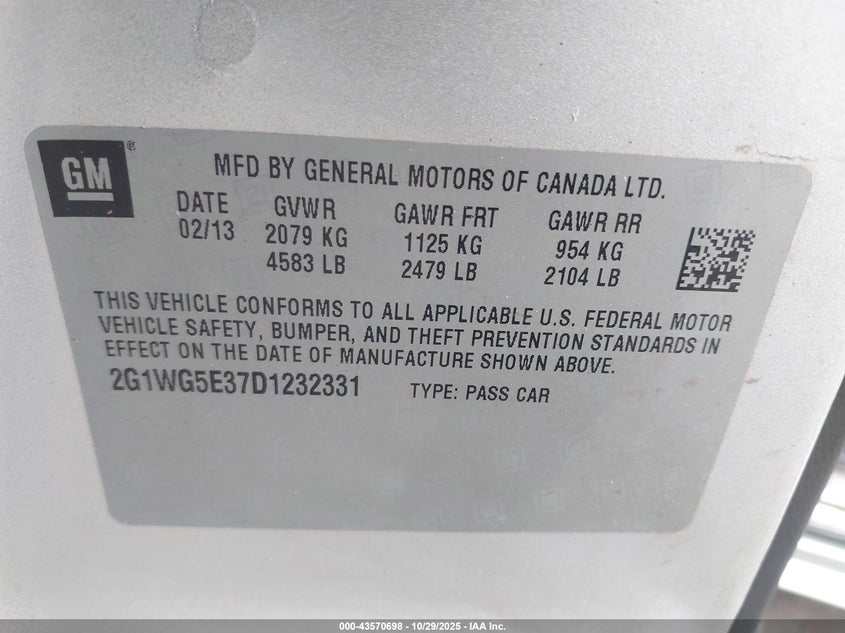 GM
MFD BY GENERAL MOTORS OF CANADA LTD.
DATE GVWR GAWR FRT GAWR RR
02/13 2079 KG 1125 KG 954 KG
4583 LB 2479 LB 2104 LB
THIS VEHICLE CONFORMS TO ALL APPLICABLE U.S. FEDERAL MOTOR
VEHICLE SAFETY, BUMPER, AND THEFT PREVENTION STANDARDS IN
EFFECT ON THE DATE OF MANUFACTURE SHOWN ABOVE.
2G1WG5E37D1232331 TYPE: PASS CAR
000-43570698 - 10/29/2025 - IAA Inc.